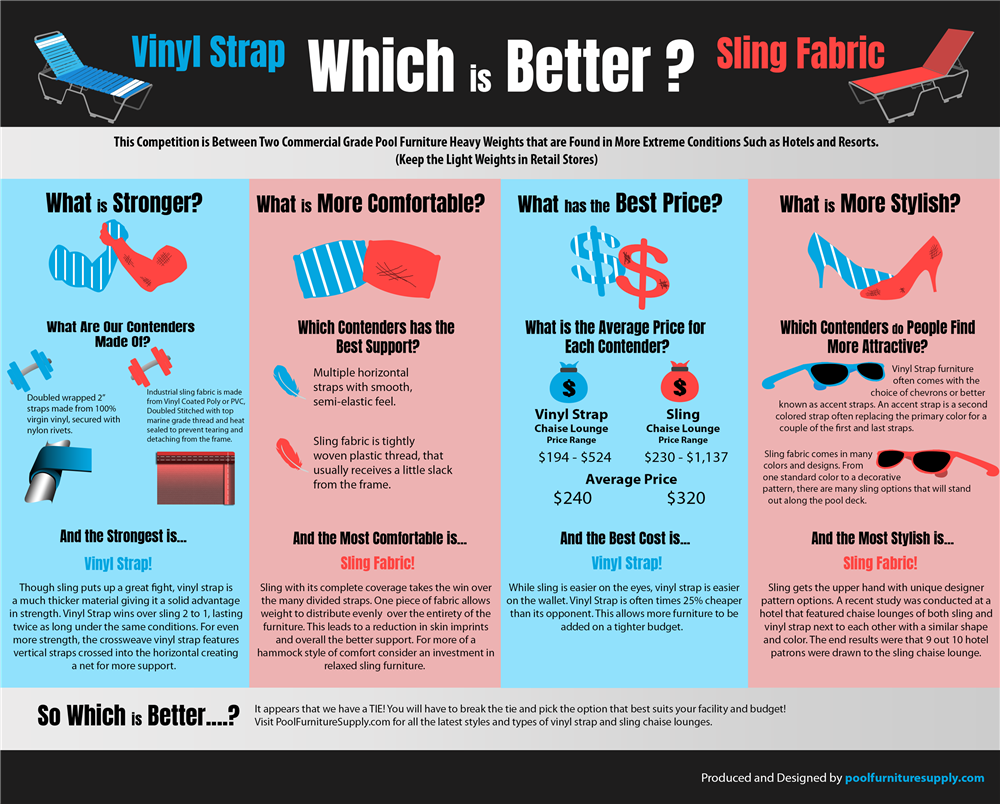 Vinyl Strap
Which is Better ?
Sling Fabric
This Competition is Between Two Commercial Grade Pool Furniture Heavy Weights that are Found in More Extreme Conditions Such as Hotels and Resorts.
(Keep the Light Weights in Retail Stores)
What is Stronger?
What Are Our Contenders
Made Of?
Doubled wrapped 2"
straps made from 100%
virgin vinyl, secured with
nylon rivets.
Industrial sling fabric is made
from Vinyl Coated Poly or PVC,
Doubled Stitched with top
marine grade thread and heat
sealed to prevent tearing and
detaching from the frame.
And the Strongest is...
Vinyl Strap!
Though sling puts up a great fight, vinyl strap is
a much thicker material giving it a solid advantage
in strength. Vinyl Strap wins over sling 2 to 1, lasting
twice as long under the same conditions. For even
more strength, the crossweave vinyl strap features
vertical straps crossed into the horizontal creating
a net for more support.
What is More Comfortable?
Which Contenders has the
Best Support?
Multiple horizontal
straps with smooth,
semi-elastic feel.
Sling fabric is tightly
woven plastic thread, that
usually receives a little slack
from the frame.
And the Most Comfortable is...
Sling Fabric!
Sling with its complete coverage takes the win over
the many divided straps. One piece of fabric allows
weight to distribute evenly over the entirety of the
furniture. This leads to a reduction in skin imprints
and overall the better support. For more of a
hammock style of comfort consider an investment in
relaxed sling furniture.
What has the Best Price?
$ $
What is the Average Price for
Each Contender?
$
$
Vinyl Strap
Chaise Lounge
Price Range
$194 - $524
Sling
Chaise Lounge
Price Range
$230 - $1,137
Average Price
$240
$320
And the Best Cost is...
Vinyl Strap!
While sling is easier on the eyes, vinyl strap is easier
on the wallet. Vinyl Strap is often times 25% cheaper
than its opponent. This allows more furniture to be
added on a tighter budget.
What is More Stylish?
Which Contenders do People Find
More Attractive?
Vinyl Strap furniture
often comes with the
choice of chevrons or better
known as accent straps. An accent strap is a second
colored strap often replacing the primary color for a
couple of the first and last straps.
Sling fabric comes in many
colors and designs. From
one standard color to a decorative
pattern, there are many sling options that will stand
out along the pool deck.
And the Most Stylish is...
Sling Fabric!
Sling gets the upper hand with unique designer
pattern options. A recent study was conducted at a
hotel that featured chaise lounges of both sling and
vinyl strap next to each other with a similar shape
and color. The end results were that 9 out 10 hotel
patrons were drawn to the sling chaise lounge.
So Which is Better....?
It appears that we have a TIE! You will have to break the tie and pick the option that best suits your facility and budget!
Visit PoolFurnitureSupply.com for all the latest styles and types of vinyl strap and sling chaise lounges.
Produced and Designed by poolfurnituresupply.com